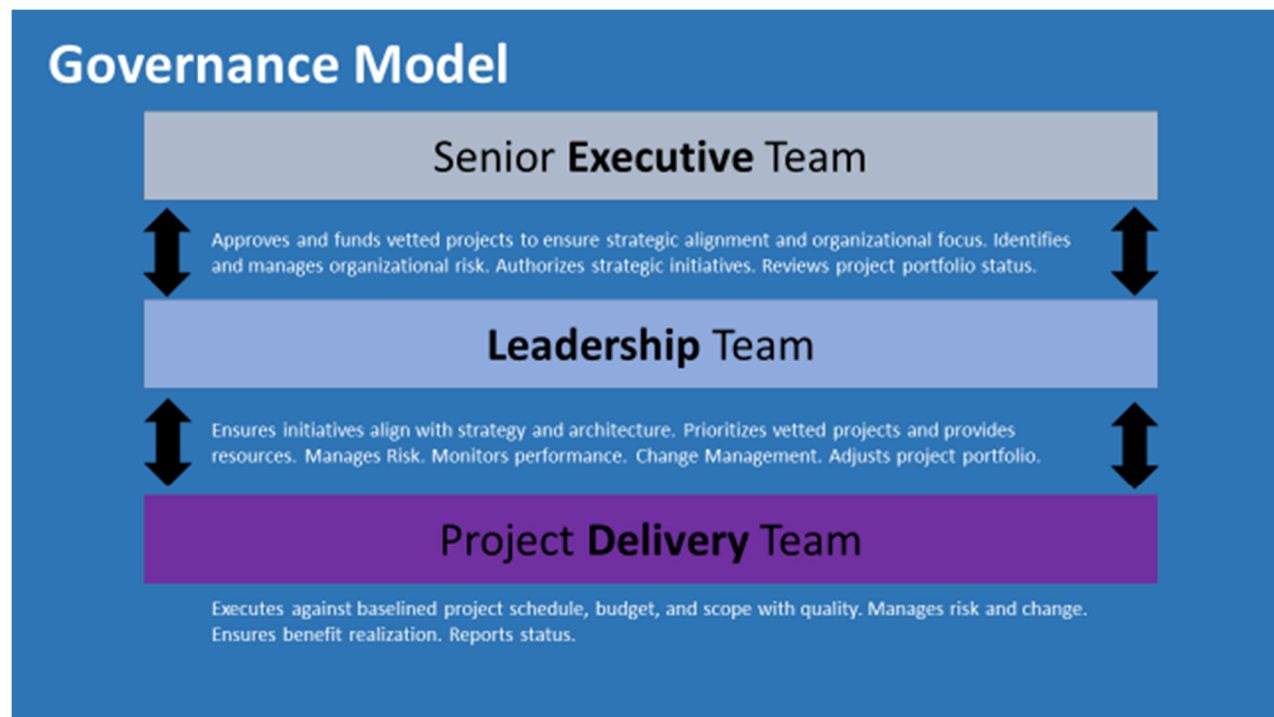 Governance Model
Senior Executive Team
Approves and funds vetted projects to ensure strategic alignment and organizational focus. Identifies
and manages organizational risk. Authorizes strategic initiatives. Reviews project portfolio status.
Leadership Team
Ensures initiatives align with strategy and architecture. Prioritizes vetted projects and provides
resources. Manages Risk. Monitors performance. Change Management. Adjusts project portfolio.
Project Delivery Team
Executes against baselined project schedule, budget, and scope with quality. Manages risk and change.
Ensures benefit realization. Reports status.